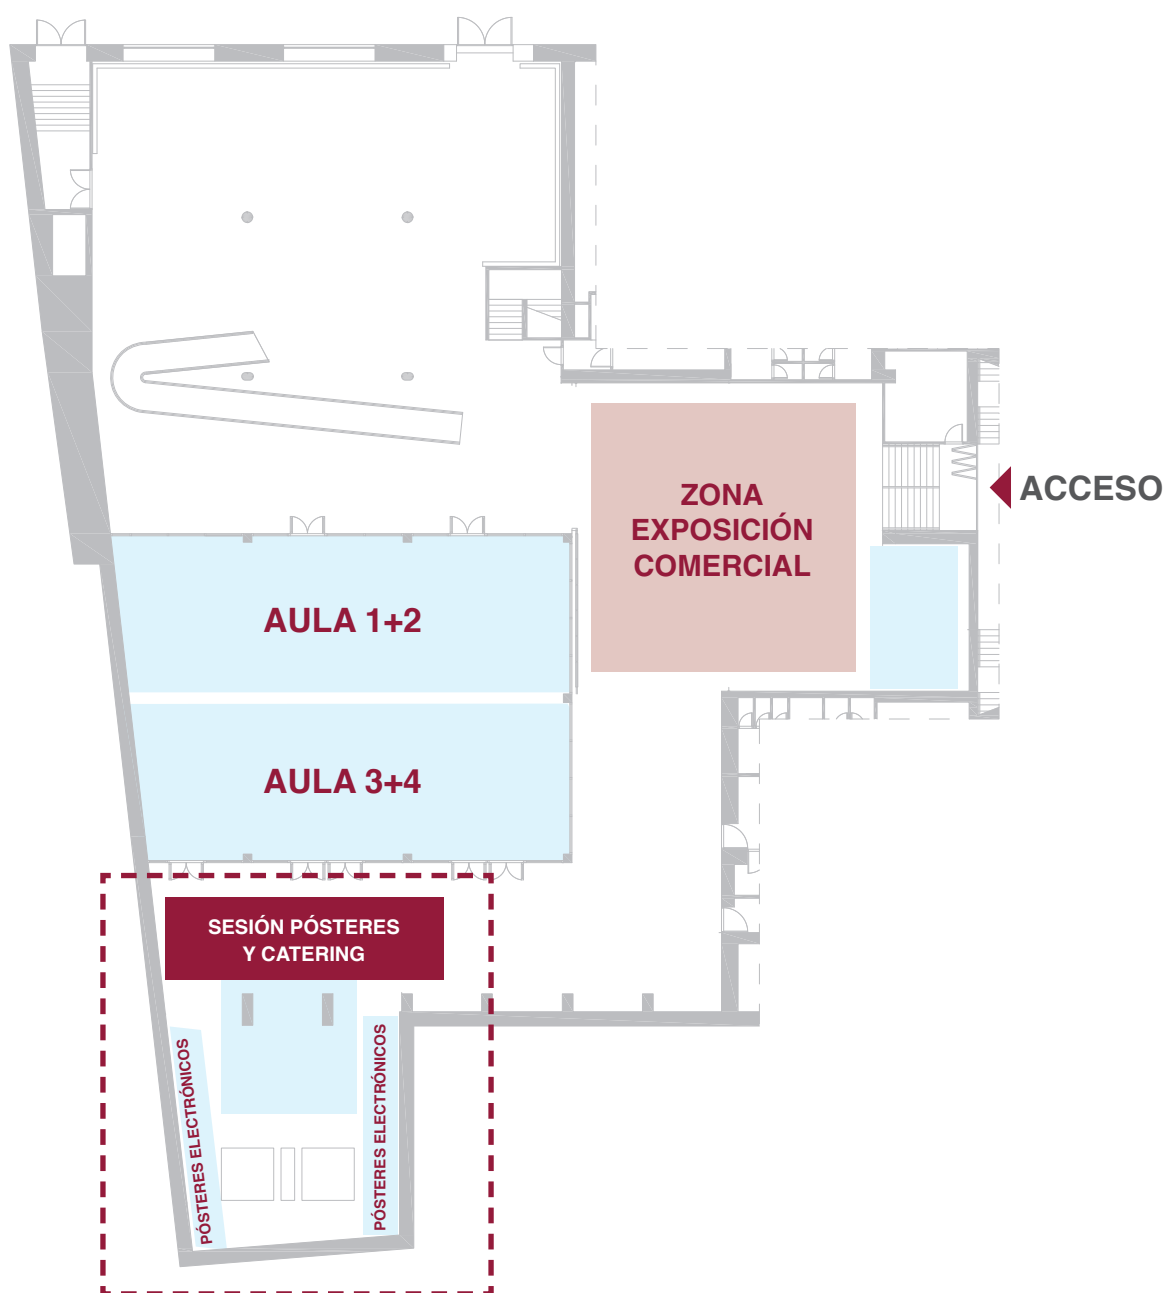 ACCESO
ZONA
EXPOSICIÓN
COMERCIAL
AULA 1+2
AULA 3+4
SESIÓN PÓSTERES
Y CATERING
PÓSTERES ELECTRÓNICOS
PÓSTERES ELECTRÓNICOS